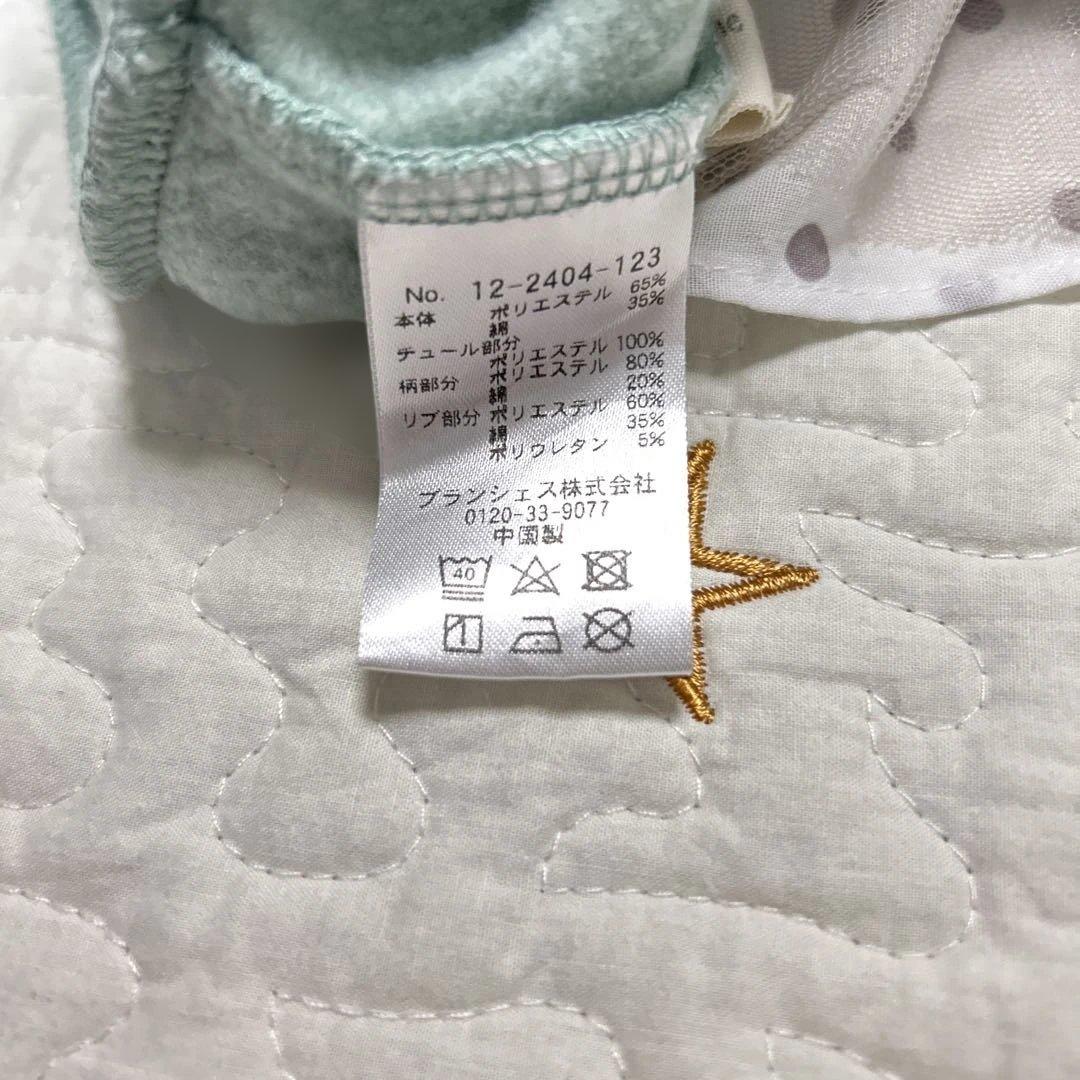 No. 12-2404-123
本体 ポリエステル 65%
綿 35%
チュール部分
ポリエステル 100%
柄部分 ポリエステル 80%
綿 20%
リブ部分 ポリエステル 60%
綿 35%
ポリウレタン 5%
ブランシェス株式会社
0120-33-9077
中国製
40